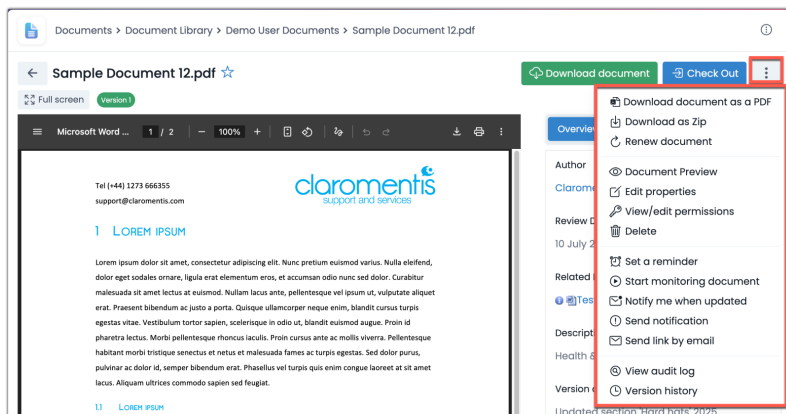 Documents > Document Library > Demo User Documents > Sample Document 12.pdf
← Sample Document 12.pdf ☆
Download document
Check Out
Full screen
Version 1
Microsoft Word ... 1 / 2 | − 100% +
Tel (+44) 1273 666355
support@claromentis.com
claromentis
support and services
1 LOREM IPSUM
Lorem ipsum dolor sit amet, consectetur adipiscing elit. Nunc pretium euismod varius. Nulla eleifend,
dolor eget sodales ornare, ligula erat elementum eros, et accumsan odio nunc sed dolor. Curabitur
malesuada sit amet lectus at euismod. Nullam lacus ante, pellentesque vel ipsum ut, vulputate aliquet
erat. Praesent bibendum ac justo a porta. Quisque ullamcorper neque enim, blandit cursus turpis
egestas vitae. Vestibulum tortor sapien, scelerisque in odio ut, blandit euismod augue. Proin id
pharetra lectus. Morbi pellentesque rhoncus iaculis. Proin cursus ante ac mollis viverra. Pellentesque
habitant morbi tristique senectus et netus et malesuada fames ac turpis egestas. Sed dolor purus,
pulvinar ac dolor id, semper bibendum erat. Phasellus vel turpis quis enim congue laoreet at sit amet
lacus. Aliquam ultrices commodo sapien sed feugiat.
1.1 LOREM IPSUM
Overview
Author
Clarome
Review D
10 July 2
Related
Tes
Descript
Health &
Version
Updated section 'Hard hats' 2025
Download document as a PDF
Download as Zip
Renew document
Document Preview
Edit properties
View/edit permissions
Delete
Set a reminder
Start monitoring document
Notify me when updated
Send notification
Send link by email
View audit log
Version history